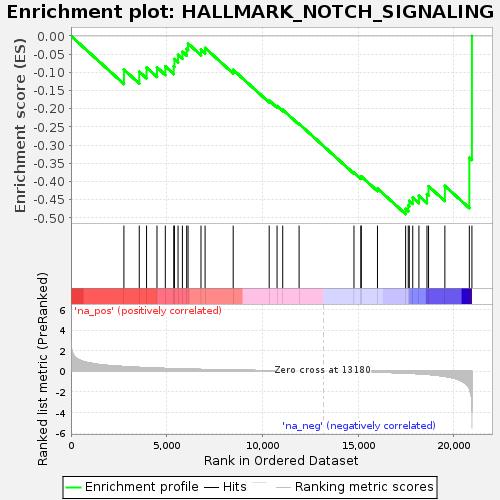 Enrichment plot: HALLMARK_NOTCH_SIGNALING
Enrichment score (ES)
0.00
-0.05
-0.10
-0.15
-0.20
-0.25
-0.30
-0.35
-0.40
-0.45
-0.50
Ranked list metric (PreRanked)
'na_pos' (positively correlated)
6
4
2
0
-2
-4
-6
Zero cross at 13180
'na_neg' (negatively correlated)
0
5,000
10,000
15,000
20,000
Rank in Ordered Dataset
Enrichment profile
Hits
Ranking metric scores